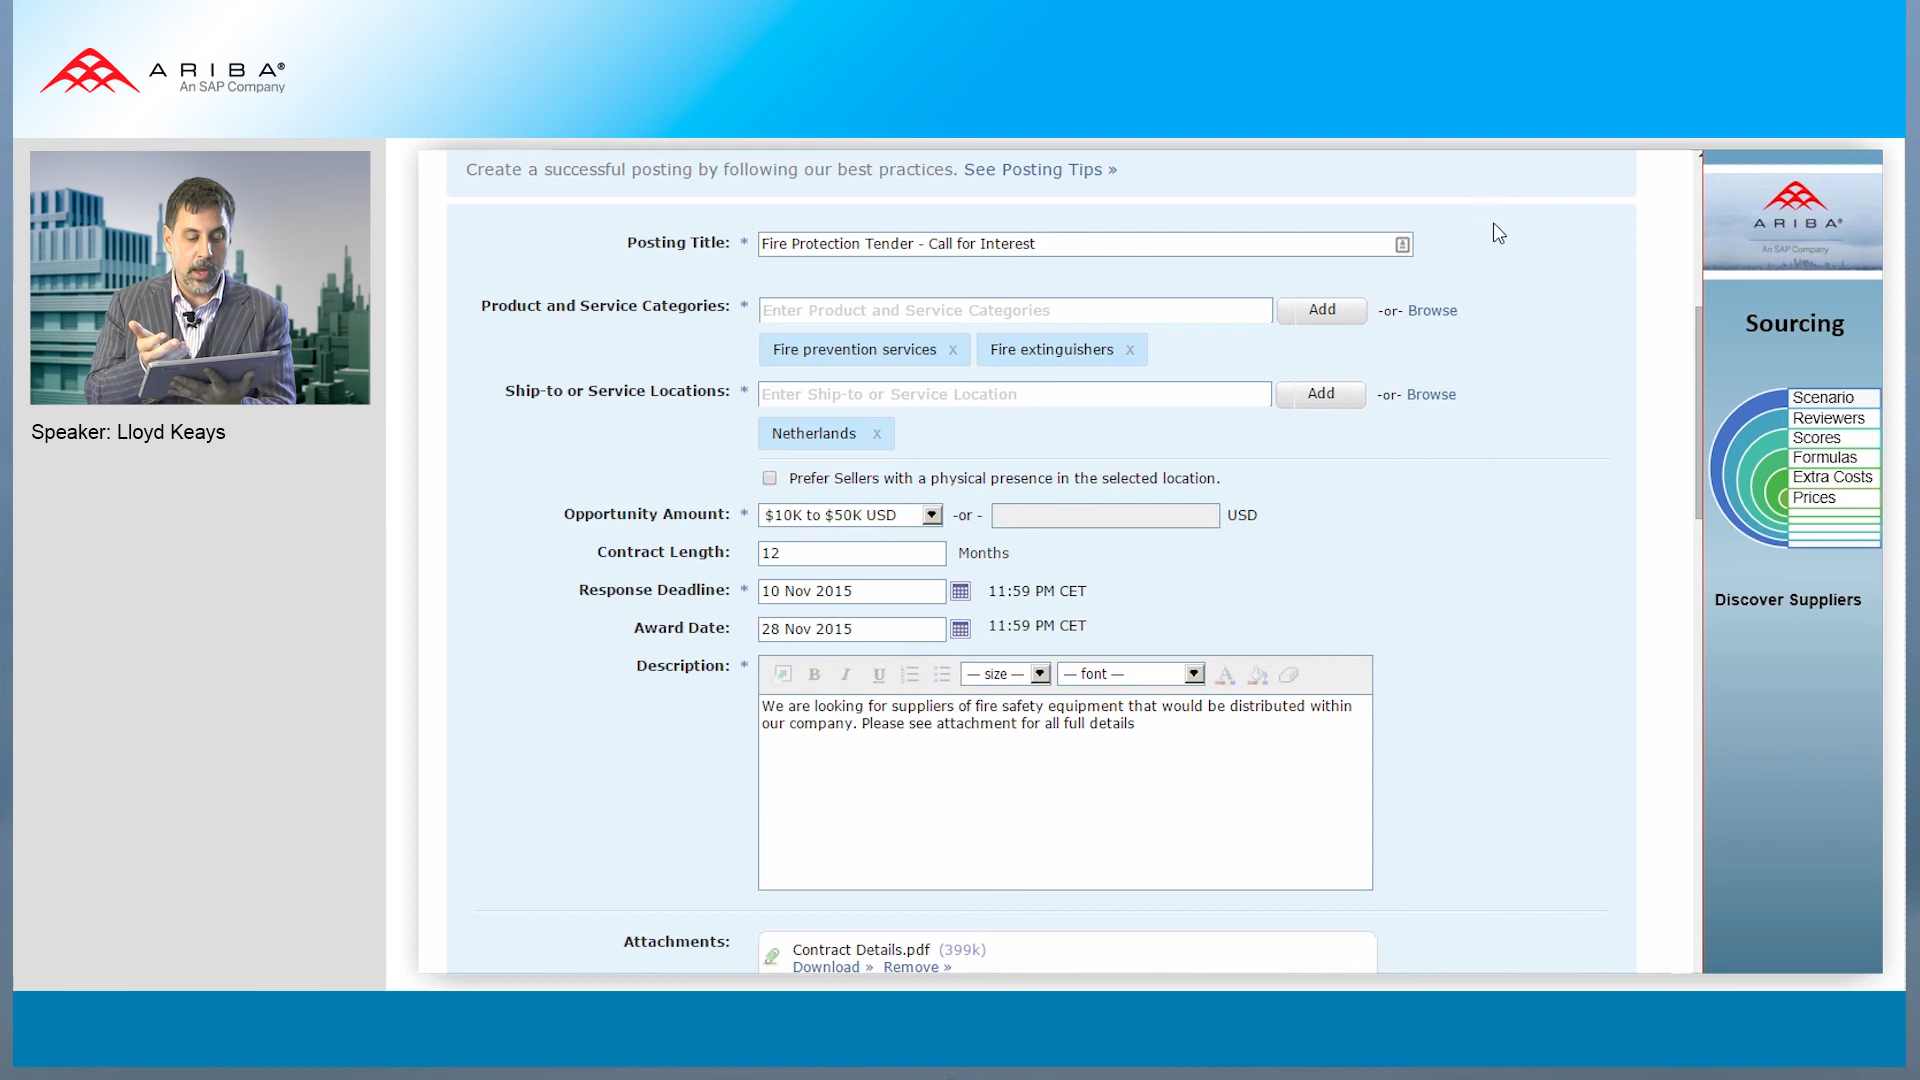 ARIBA®
An SAP Company
Speaker: Lloyd Keays
Create a successful posting by following our best practices. See Posting Tips »
Posting Title: * Fire Protection Tender - Call for Interest
Product and Service Categories: * Enter Product and Service Categories Add -or- Browse
Fire prevention services x Fire extinguishers x
Ship-to or Service Locations: * Enter Ship-to or Service Location Add -or- Browse
Netherlands x
Prefer Sellers with a physical presence in the selected location.
Opportunity Amount: * $10K to $50K USD -or - USD
Contract Length: 12 Months
Response Deadline: * 10 Nov 2015 11:59 PM CET
Award Date: 28 Nov 2015 11:59 PM CET
Description: * B I U — size — — font — A
We are looking for suppliers of fire safety equipment that would be distributed within
our company. Please see attachment for all full details
Attachments: Contract Details.pdf (399k)
Download » Remove »
ARIBA®
An SAP Company
Sourcing
Scenario
Reviewers
Scores
Formulas
Extra Costs
Prices
Discover Suppliers